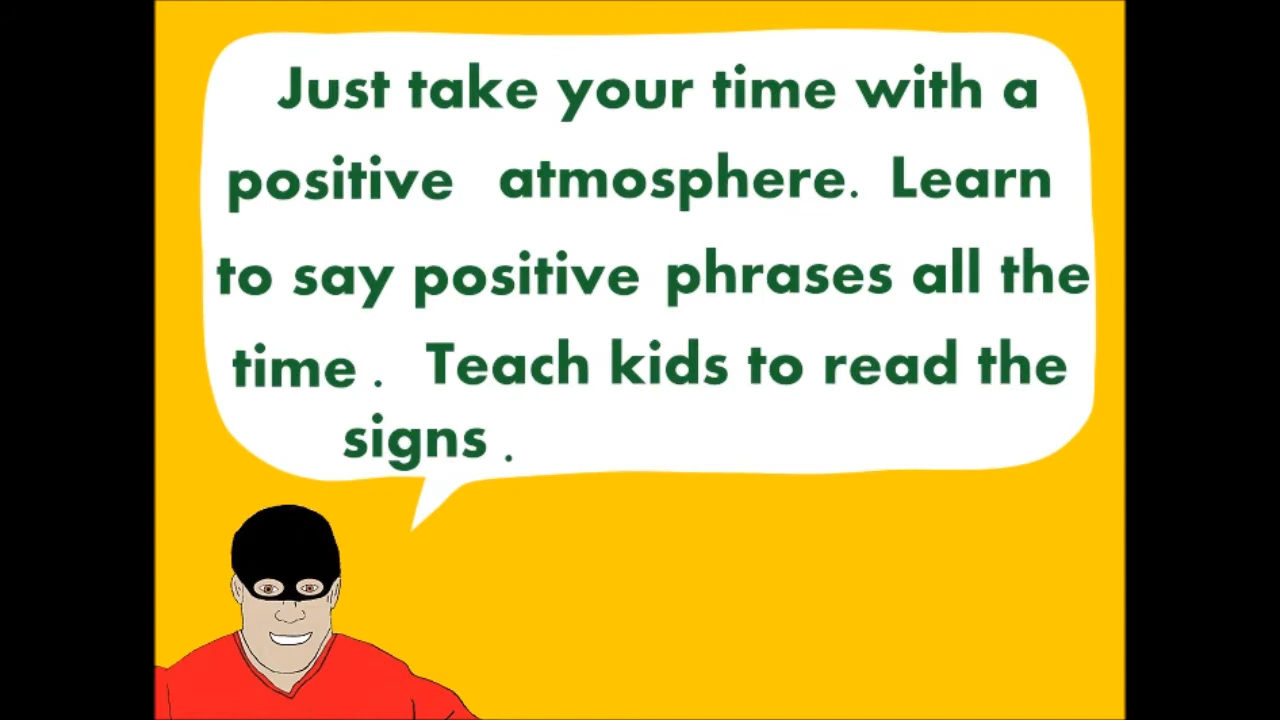 Just take your time with a
positive atmosphere. Learn
to say positive phrases all the
time . Teach kids to read the
signs .